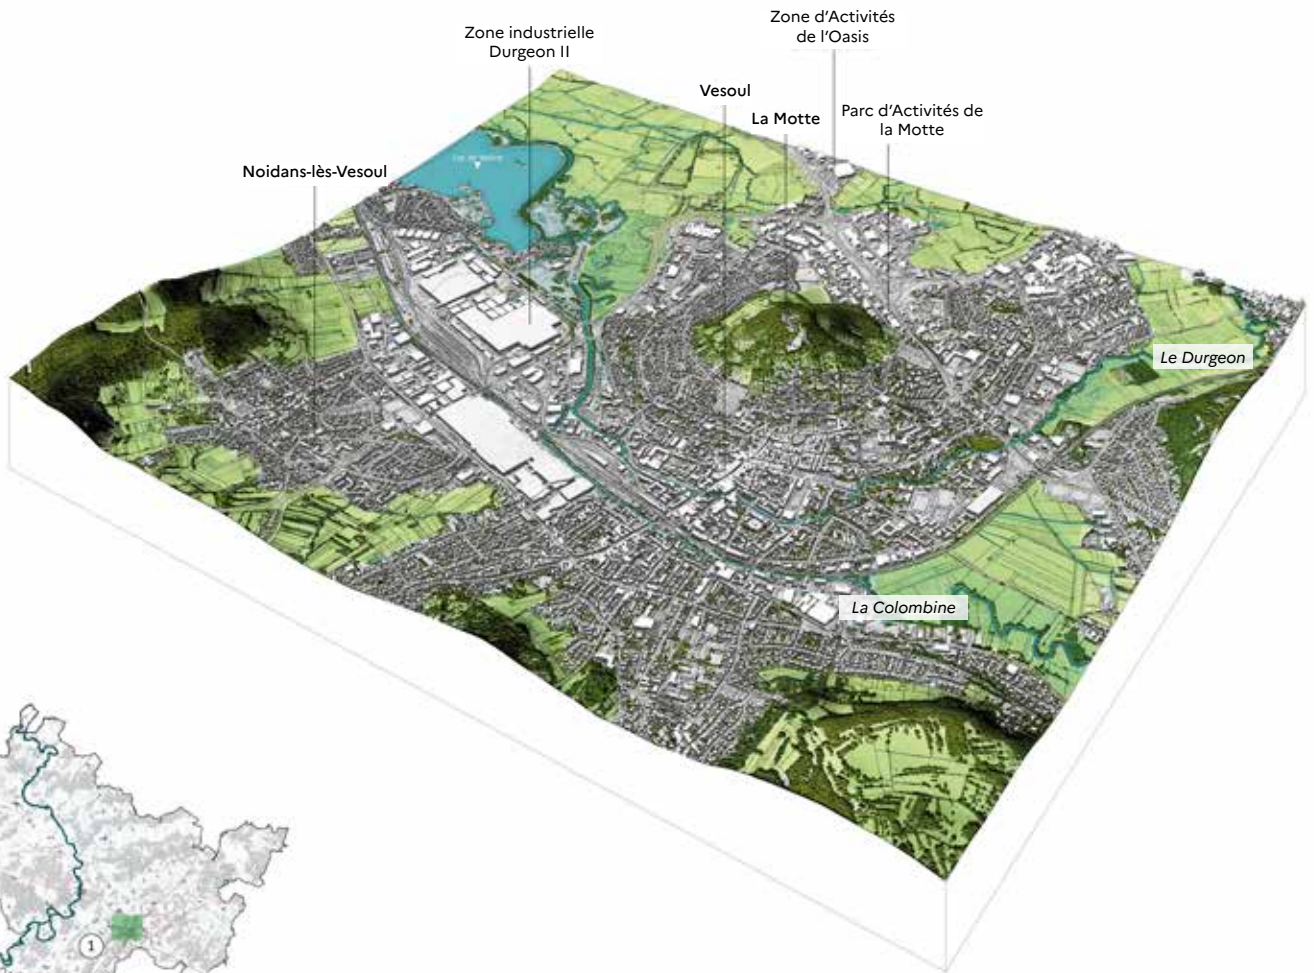 Zone d'Activités
de l'Oasis
Zone industrielle
Durgeon II
Vesoul
La Motte
Parc d'Activités de
la Motte
Noidans-lès-Vesoul
Le Durgeon
La Colombine
1